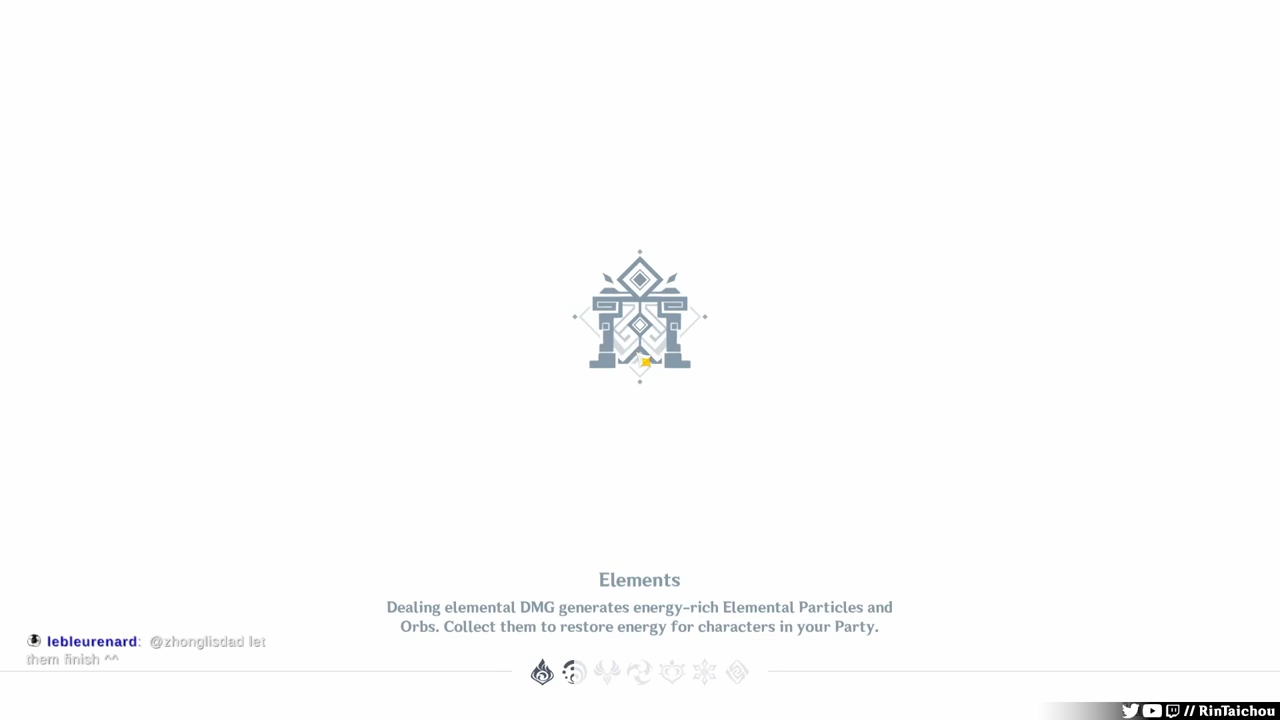 Elements
Dealing elemental DMG generates energy-rich Elemental Particles and
Orbs. Collect them to restore energy for characters in your Party.
lebleurenard: @zhonglisdad let
them finish ^^
// RinTaichou